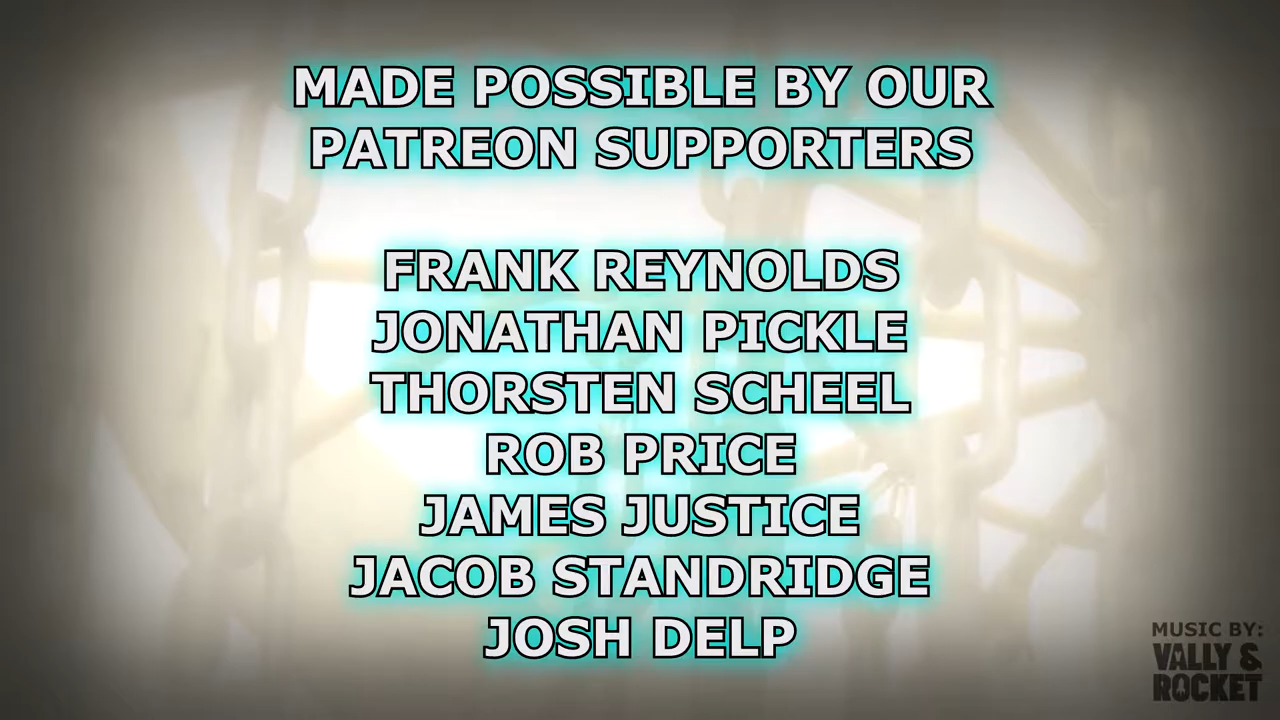 MADE POSSIBLE BY OUR
PATREON SUPPORTERS
FRANK REYNOLDS
JONATHAN PICKLE
THORSTEN SCHEEL
ROB PRICE
JAMES JUSTICE
JACOB STANDRIDGE
JOSH DELP
MUSIC BY:
VALLY &
ROCKET